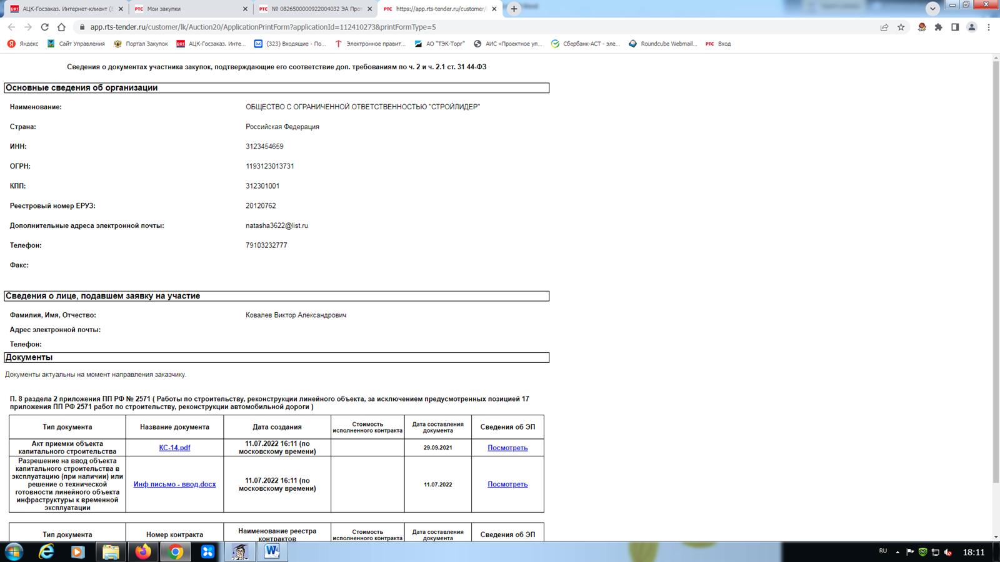 АЦК-Госзаказ. Интернет-клиент (Б
Мои закупки
№ 0826500000922004032 ЭА Прот
https://app.rts-tender.ru/customer/l
app.rts-tender.ru/customer/lk/Auction20/ApplicationPrintForm?applicationId=112410273&printFormType=5
Яндекс
Сайт Управления
Портал Закупок
АЦК-Госзаказ. Инте...
(323) Входящие - По...
Электронное правит...
АО "ТЭК-Торг"
АИС «Проектное уп...
Сбербанк-АСТ - эле...
Roundcube Webmail...
Вход
Сведения о документах участника закупок, подтверждающие его соответствие доп. требованиям по ч. 2 и ч. 2.1 ст. 31 44-ФЗ
Основные сведения об организации
Наименование: ОБЩЕСТВО С ОГРАНИЧЕННОЙ ОТВЕТСТВЕННОСТЬЮ "СТРОЙЛИДЕР"
Страна: Российская Федерация
ИНН: 3123454659
ОГРН: 1193123013731
КПП: 312301001
Реестровый номер ЕРУЗ: 20120762
Дополнительные адреса электронной почты: natasha3622@list.ru
Телефон: 79103232777
Факс:
Сведения о лице, подавшем заявку на участие
Фамилия, Имя, Отчество: Ковалев Виктор Александрович
Адрес электронной почты:
Телефон:
Документы
Документы актуальны на момент направления заказчику.
П. 8 раздела 2 приложения ПП РФ № 2571 ( Работы по строительству, реконструкции линейного объекта, за исключением предусмотренных позицией 17
приложения ПП РФ 2571 работ по строительству, реконструкции автомобильной дороги )
Тип документа
Название документа
Дата создания
Стоимость
исполненного контракта
Дата составления
документа
Сведения об ЭП
Акт приемки объекта
капитального строительства
КС-14.pdf
11.07.2022 16:11 (по
московскому времени)
29.09.2021
Посмотреть
Разрешение на ввод объекта
капитального строительства в
эксплуатацию (при наличии) или
решение о технической
готовности линейного объекта
инфраструктуры к временной
эксплуатации
Инф письмо - ввод.docx
11.07.2022 16:11 (по
московскому времени)
11.07.2022
Посмотреть
Тип документа
Номер контракта
Наименование реестра
контрактов
Стоимость
исполненного контракта
Дата составления
документа
Сведения об ЭП
RU
18:11